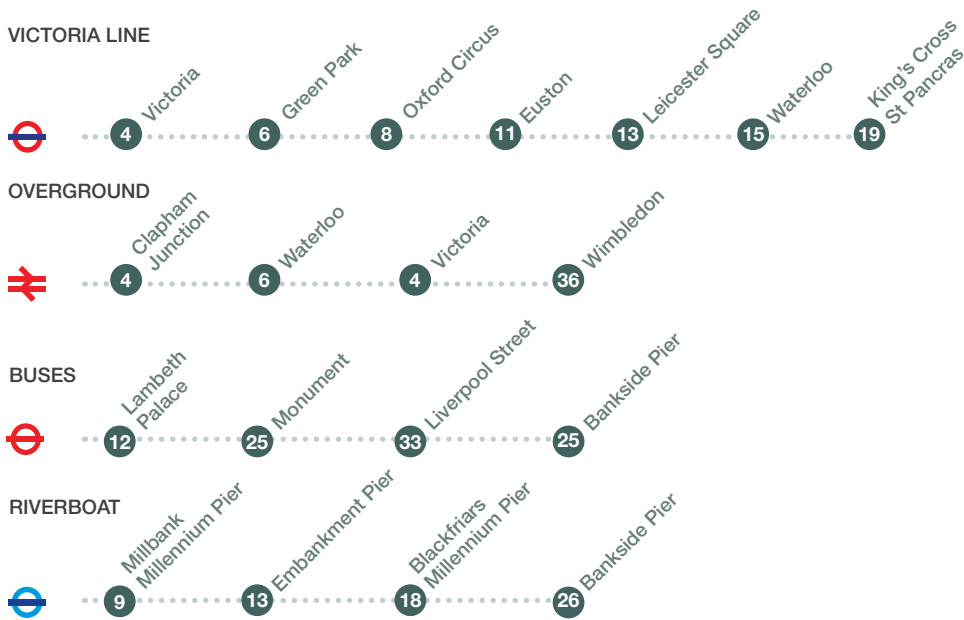 VICTORIA LINE
4 Victoria
6 Green Park
8 Oxford Circus
11 Euston
13 Leicester Square
15 Waterloo
19 King's Cross
St Pancras
OVERGROUND
4 Clapham
Junction
6 Waterloo
4 Victoria
36 Wimbledon
BUSES
12 Lambeth
Palace
25 Monument
33 Liverpool Street
25 Bankside Pier
RIVERBOAT
9 Millbank
Millennium Pier
13 Embankment Pier
18 Blackfriars
Millennium Pier
26 Bankside Pier